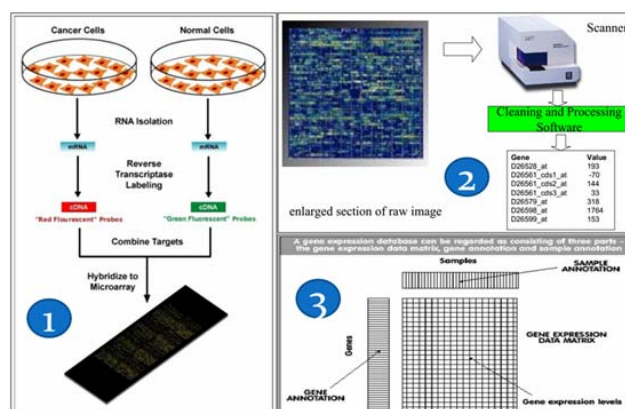 Cancer Cells
Normal Cells
RNA Isolation
mRNA
mRNA
Reverse
Transcriptase
Labeling
cDNA
cDNA
"Red Flourescent" Probes
"Green Fluorescent" Probes
Combine Targets
Hybridize to
Microarray
1
Scanner
Cleaning and Processing
Software
2
Gene Value
D26528_at 193
D26561_cds1_at -70
D26561_cds2_at 144
D26561_cds3_at 33
D26579_at 318
D26598_at 1764
D26599_at 153
enlarged section of raw image
A gene expression database can be regarded as consisting of three parts –
the gene expression data matrix, gene annotation and sample annotation
Samples
SAMPLE
ANNOTATION
3
Genes
GENE EXPRESSION
DATA MATRIX
GENE
ANNOTATION
Gene expression levels